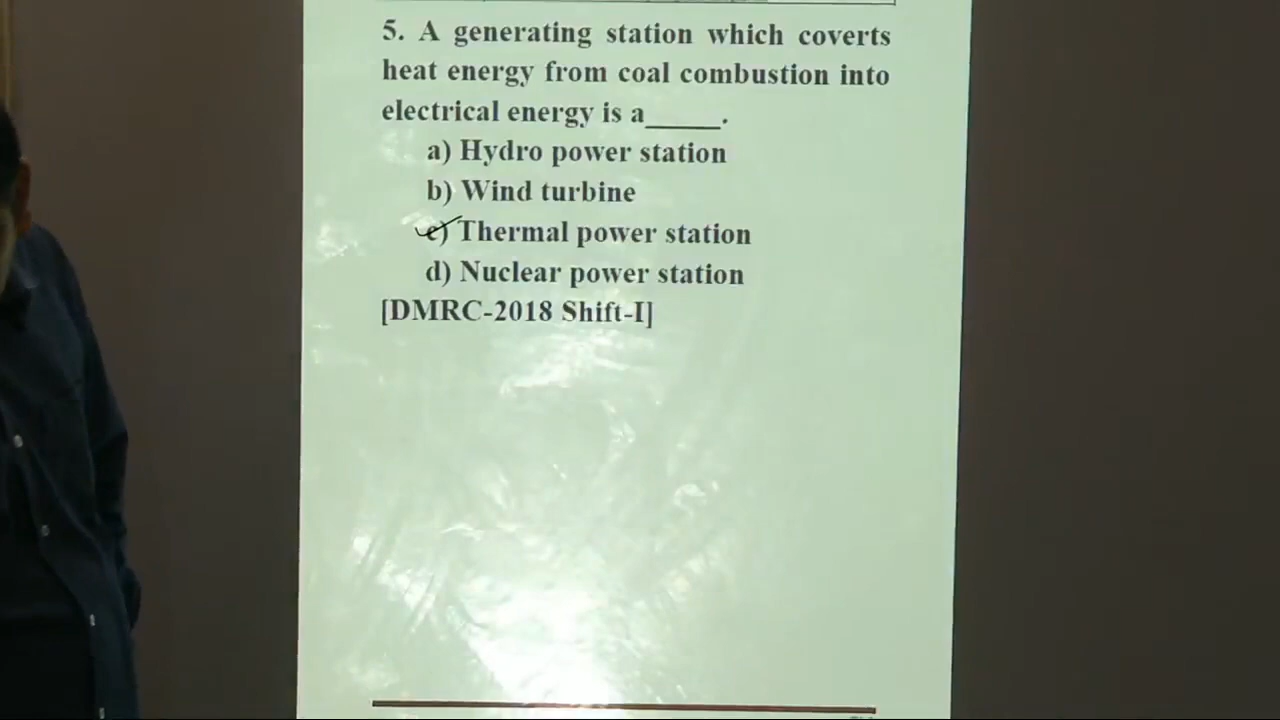 5. A generating station which coverts
heat energy from coal combustion into
electrical energy is a_____.
a) Hydro power station
b) Wind turbine
c) Thermal power station
d) Nuclear power station
[DMRC-2018 Shift-I]